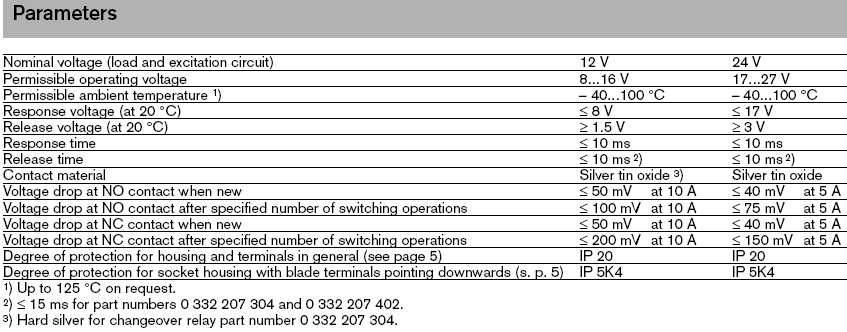 Parameters
Nominal voltage (load and excitation circuit) 12 V 24 V
Permissible operating voltage 8...16 V 17...27 V
Permissible ambient temperature ¹) – 40...100 °C – 40...100 °C
Response voltage (at 20 °C) ≤ 8 V ≤ 17 V
Release voltage (at 20 °C) ≥ 1.5 V ≥ 3 V
Response time ≤ 10 ms ≤ 10 ms
Release time ≤ 10 ms ²) ≤ 10 ms ²)
Contact material Silver tin oxide ³) Silver tin oxide
Voltage drop at NO contact when new ≤ 50 mV at 10 A ≤ 40 mV at 5 A
Voltage drop at NO contact after specified number of switching operations ≤ 100 mV at 10 A ≤ 75 mV at 5 A
Voltage drop at NC contact when new ≤ 50 mV at 10 A ≤ 40 mV at 5 A
Voltage drop at NC contact after specified number of switching operations ≤ 200 mV at 10 A ≤ 150 mV at 5 A
Degree of protection for housing and terminals in general (see page 5) IP 20 IP 20
Degree of protection for socket housing with blade terminals pointing downwards (s. p. 5) IP 5K4 IP 5K4
¹) Up to 125 °C on request.
²) ≤ 15 ms for part numbers 0 332 207 304 and 0 332 207 402.
³) Hard silver for changeover relay part number 0 332 207 304.